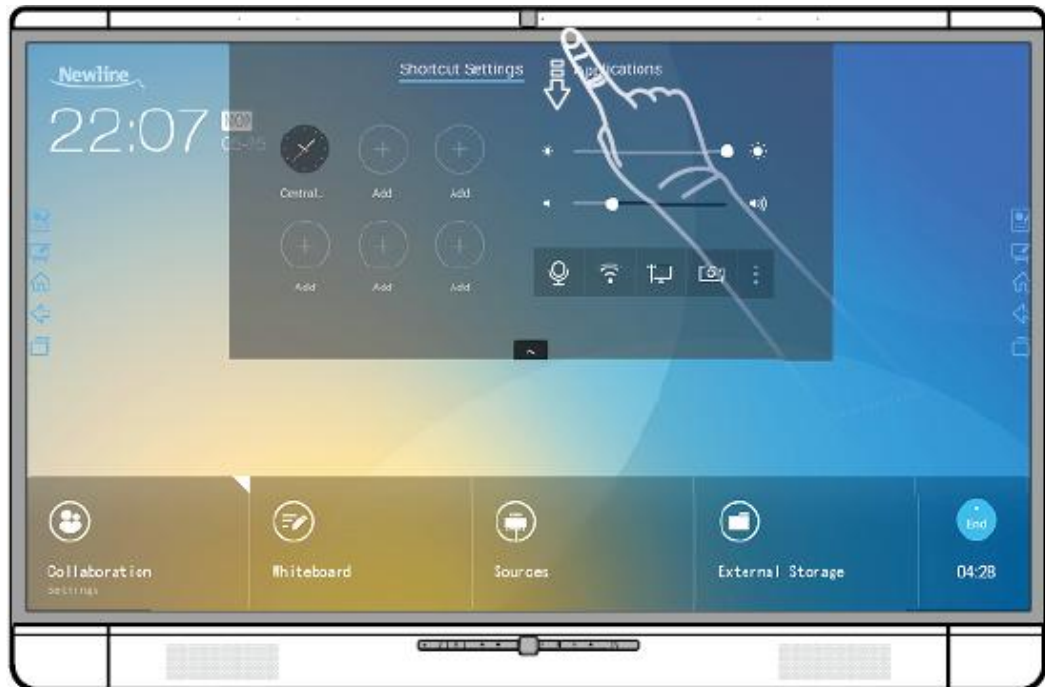 Newline
Shortcut Settings
22:07 MON
Central..
Add
Add
Add
Add
Add
Collaboration
Settings
Whiteboard
Sources
External Storage
End
04:28